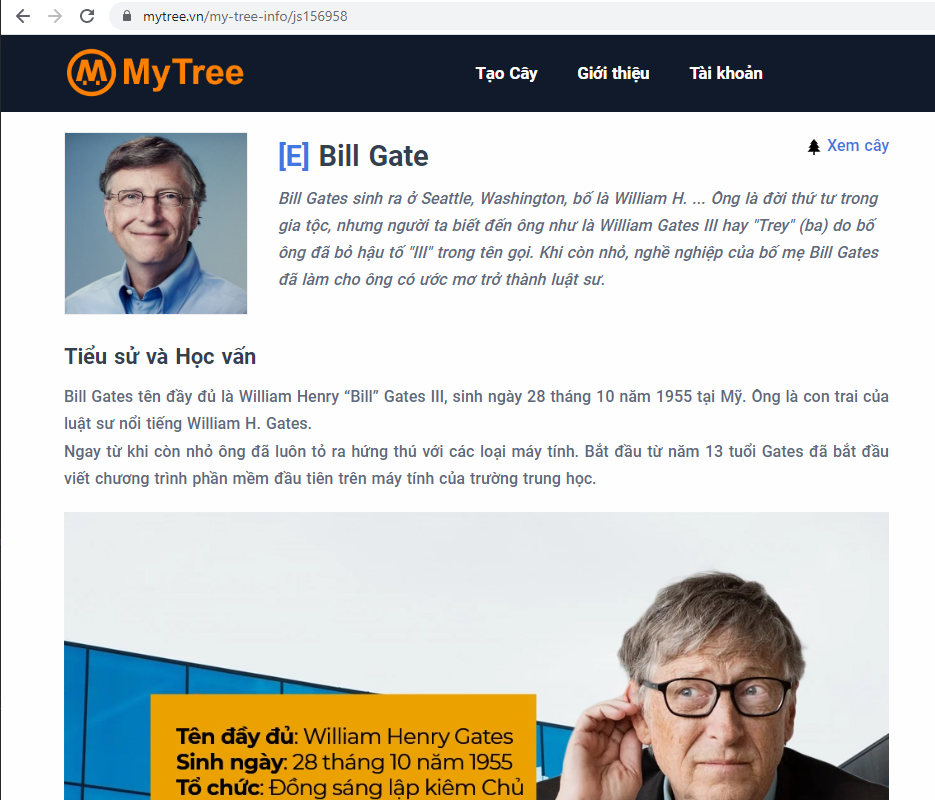 mytree.vn/my-tree-info/js156958
MyTree
Tạo Cây
Giới thiệu
Tài khoản
[E] Bill Gate
Xem cây
Bill Gates sinh ra ở Seattle, Washington, bố là William H. ... Ông là đời thứ tư trong
gia tộc, nhưng người ta biết đến ông như là William Gates III hay "Trey" (ba) do bố
ông đã bỏ hậu tố "III" trong tên gọi. Khi còn nhỏ, nghề nghiệp của bố mẹ Bill Gates
đã làm cho ông có ước mơ trở thành luật sư.
Tiểu sử và Học vấn
Bill Gates tên đầy đủ là William Henry “Bill” Gates III, sinh ngày 28 tháng 10 năm 1955 tại Mỹ. Ông là con trai của
luật sư nổi tiếng William H. Gates.
Ngay từ khi còn nhỏ ông đã luôn tỏ ra hứng thú với các loại máy tính. Bắt đầu từ năm 13 tuổi Gates đã bắt đầu
viết chương trình phần mềm đầu tiên trên máy tính của trường trung học.
Tên đầy đủ: William Henry Gates
Sinh ngày: 28 tháng 10 năm 1955
Tổ chức: Đồng sáng lập kiêm Chủ